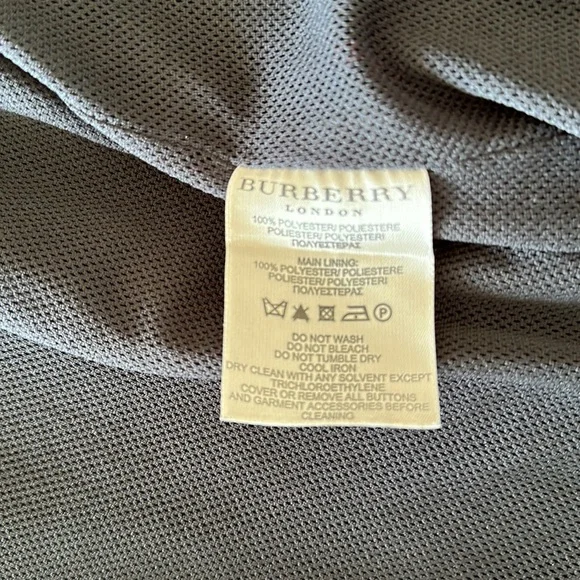 BURBERRY
LONDON
100% POLYESTER/ POLIESTERE
POLIESTER/ POLYESTERI
ΠΟΛΥΕΣΤΕΡΑΣ
MAIN LINING:
100% POLYESTER/ POLIESTERE
POLIESTER/ POLYESTERI
ΠΟΛΥΕΣΤΕΡΑΣ
P
DO NOT WASH
DO NOT BLEACH
DO NOT TUMBLE DRY
COOL IRON
DRY CLEAN WITH ANY SOLVENT EXCEPT
TRICHLOROETHYLENE
COVER OR REMOVE ALL BUTTONS
AND GARMENT ACCESSORIES BEFORE
CLEANING